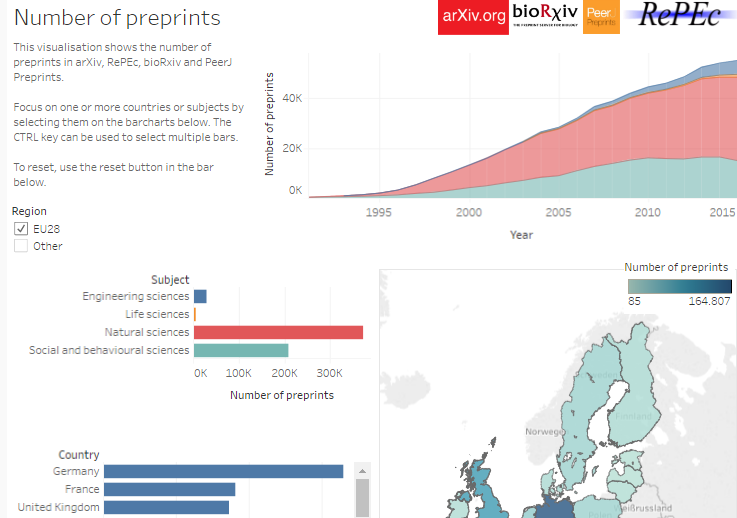 Number of preprints
arXiv.org
bioRχiv
THE PREPRINT SERVER FOR BIOLOGY
PeerJ
Preprints
RePEc
This visualisation shows the number of
preprints in arXiv, RePEc, bioRxiv and PeerJ
Preprints.
Focus on one or more countries or subjects by
selecting them on the barcharts below. The
CTRL key can be used to select multiple bars.
To reset, use the reset button in the bar
below.
Region
EU28
Other
Number of preprints
40K
20K
0K
1995
2000
2005
2010
2015
Year
Subject
Engineering sciences
Life sciences
Natural sciences
Social and behavioural sciences
0K
100K
200K
300K
Number of preprints
Number of preprints
85
164.807
Norwegen
Finnland
Weißrussland
Country
Germany
France
United Kingdom